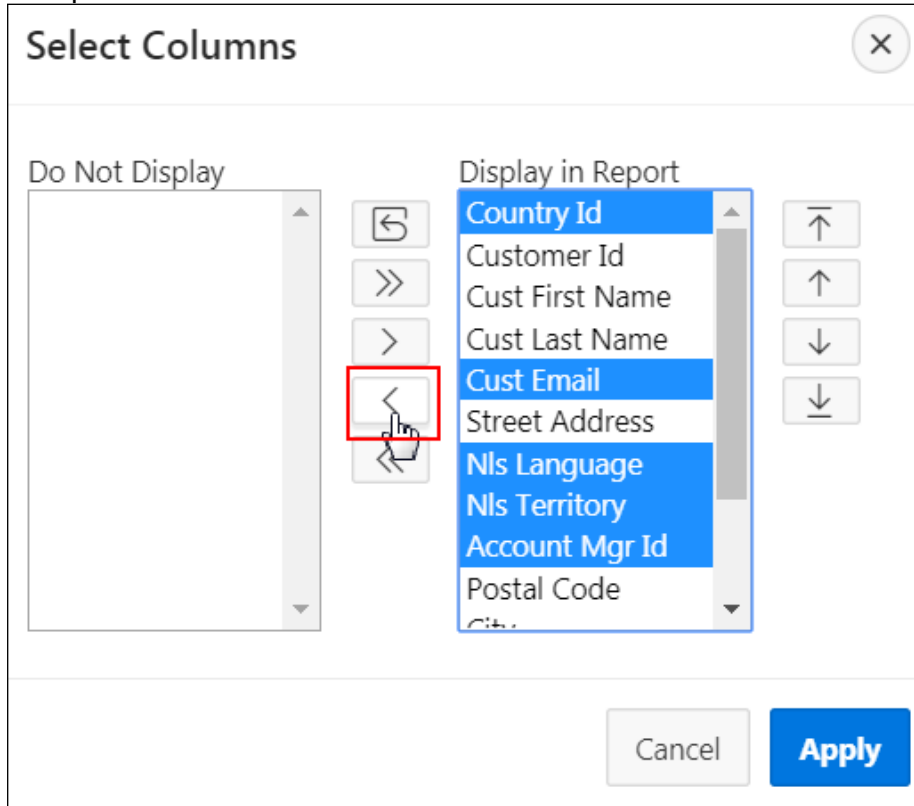 Select Columns
Do Not Display
Display in Report
Country Id
Customer Id
Cust First Name
Cust Last Name
Cust Email
Street Address
Nls Language
Nls Territory
Account Mgr Id
Postal Code
City
Cancel
Apply